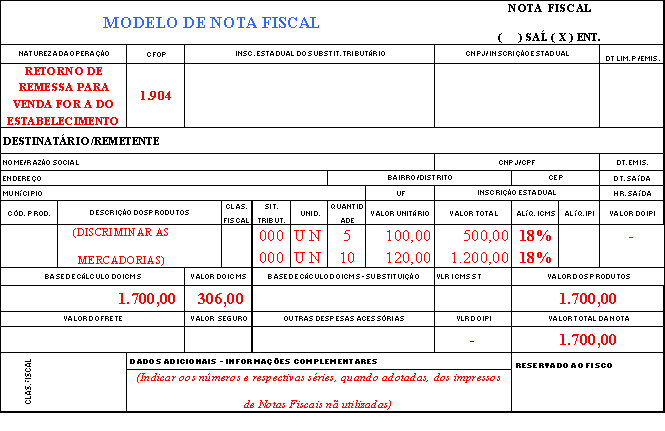 MODELO DE NOTA FISCAL
NOTA FISCAL
( ) SAÍ. ( X ) ENT.
NATUREZA DA OPERAÇÃO CFOP INSC. ESTADUAL DO SUBSTIT. TRIBUTÁRIO CNPJ/INSCRIÇÃO ESTADUAL DT LIM. P/EMIS.
RETORNO DE
REMESSA PARA
VENDA FOR A DO
ESTABELECIMENTO
1.904
DESTINATÁRIO/REMETENTE
NOME/RAZÃO SOCIAL CNPJ/CPF DT. EMIS.
ENDEREÇO BAIRRO/DISTRITO CEP DT. SAÍDA
MUNICÍPIO UF INSCRIÇÃO ESTADUAL HR. SAÍDA
CÓD. PROD. DESCRIÇÃO DOS PRODUTOS CLAS. FISCAL SIT. TRIBUT. UNID. QUANTID ADE VALOR UNITÁRIO VALOR TOTAL ALÍQ. ICMS ALÍQ. IPI VALOR DO IPI
(DISCRIMINAR AS 000 UN 5 100,00 500,00 18% -
MERCADORIAS) 000 UN 10 120,00 1.200,00 18%
BASE DE CÁLCULO DO ICMS VALOR DO ICMS BASE DE CÁLCULO DO ICMS - SUBSTITUIÇÃO VLR ICMS ST VALOR DOS PRODUTOS
1.700,00 306,00 1.700,00
VALOR DO FRETE VALOR SEGURO OUTRAS DESPESAS ACESSÓRIAS VLR DO IPI VALOR TOTAL DA NOTA
- 1.700,00
CLAS. FISCAL
DADOS ADICIONAIS - INFORMAÇÕES COMPLEMENTARES
RESERVADO AO FISCO
(Indicar oos números e respectivas séries, quando adotadas, dos impressos
de Notas Fiscais nã utilizadas)